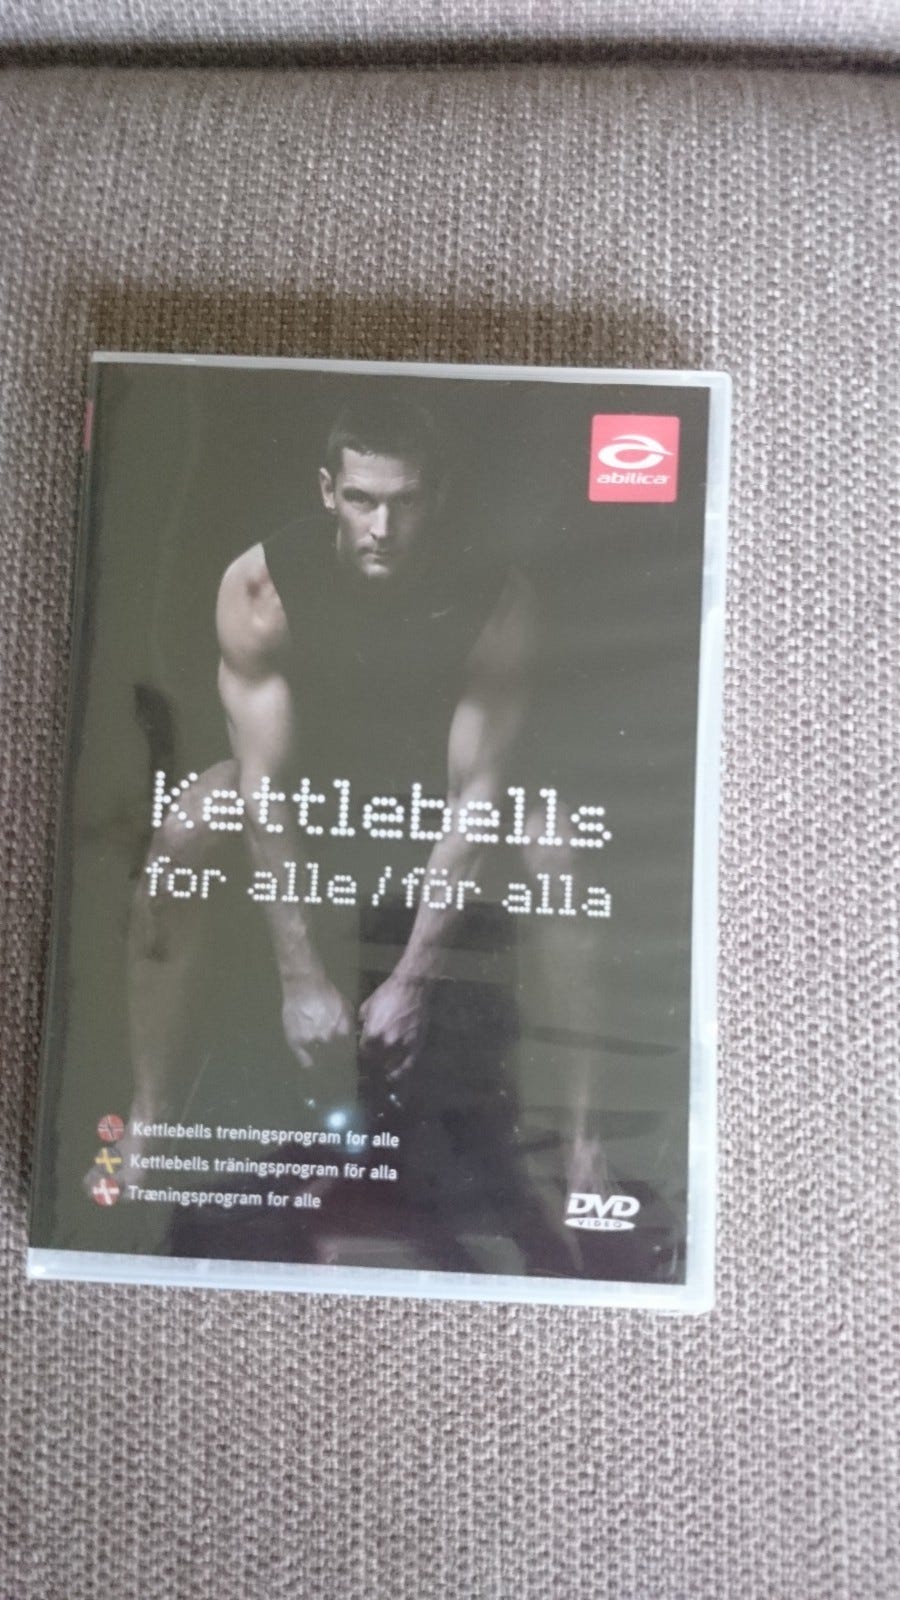 abilica
Kettlebells
for alle / för alla
Kettlebells treningsprogram for alle
Kettlebells träningsprogram för alla
Træningsprogram for alle
DVD
VIDEO